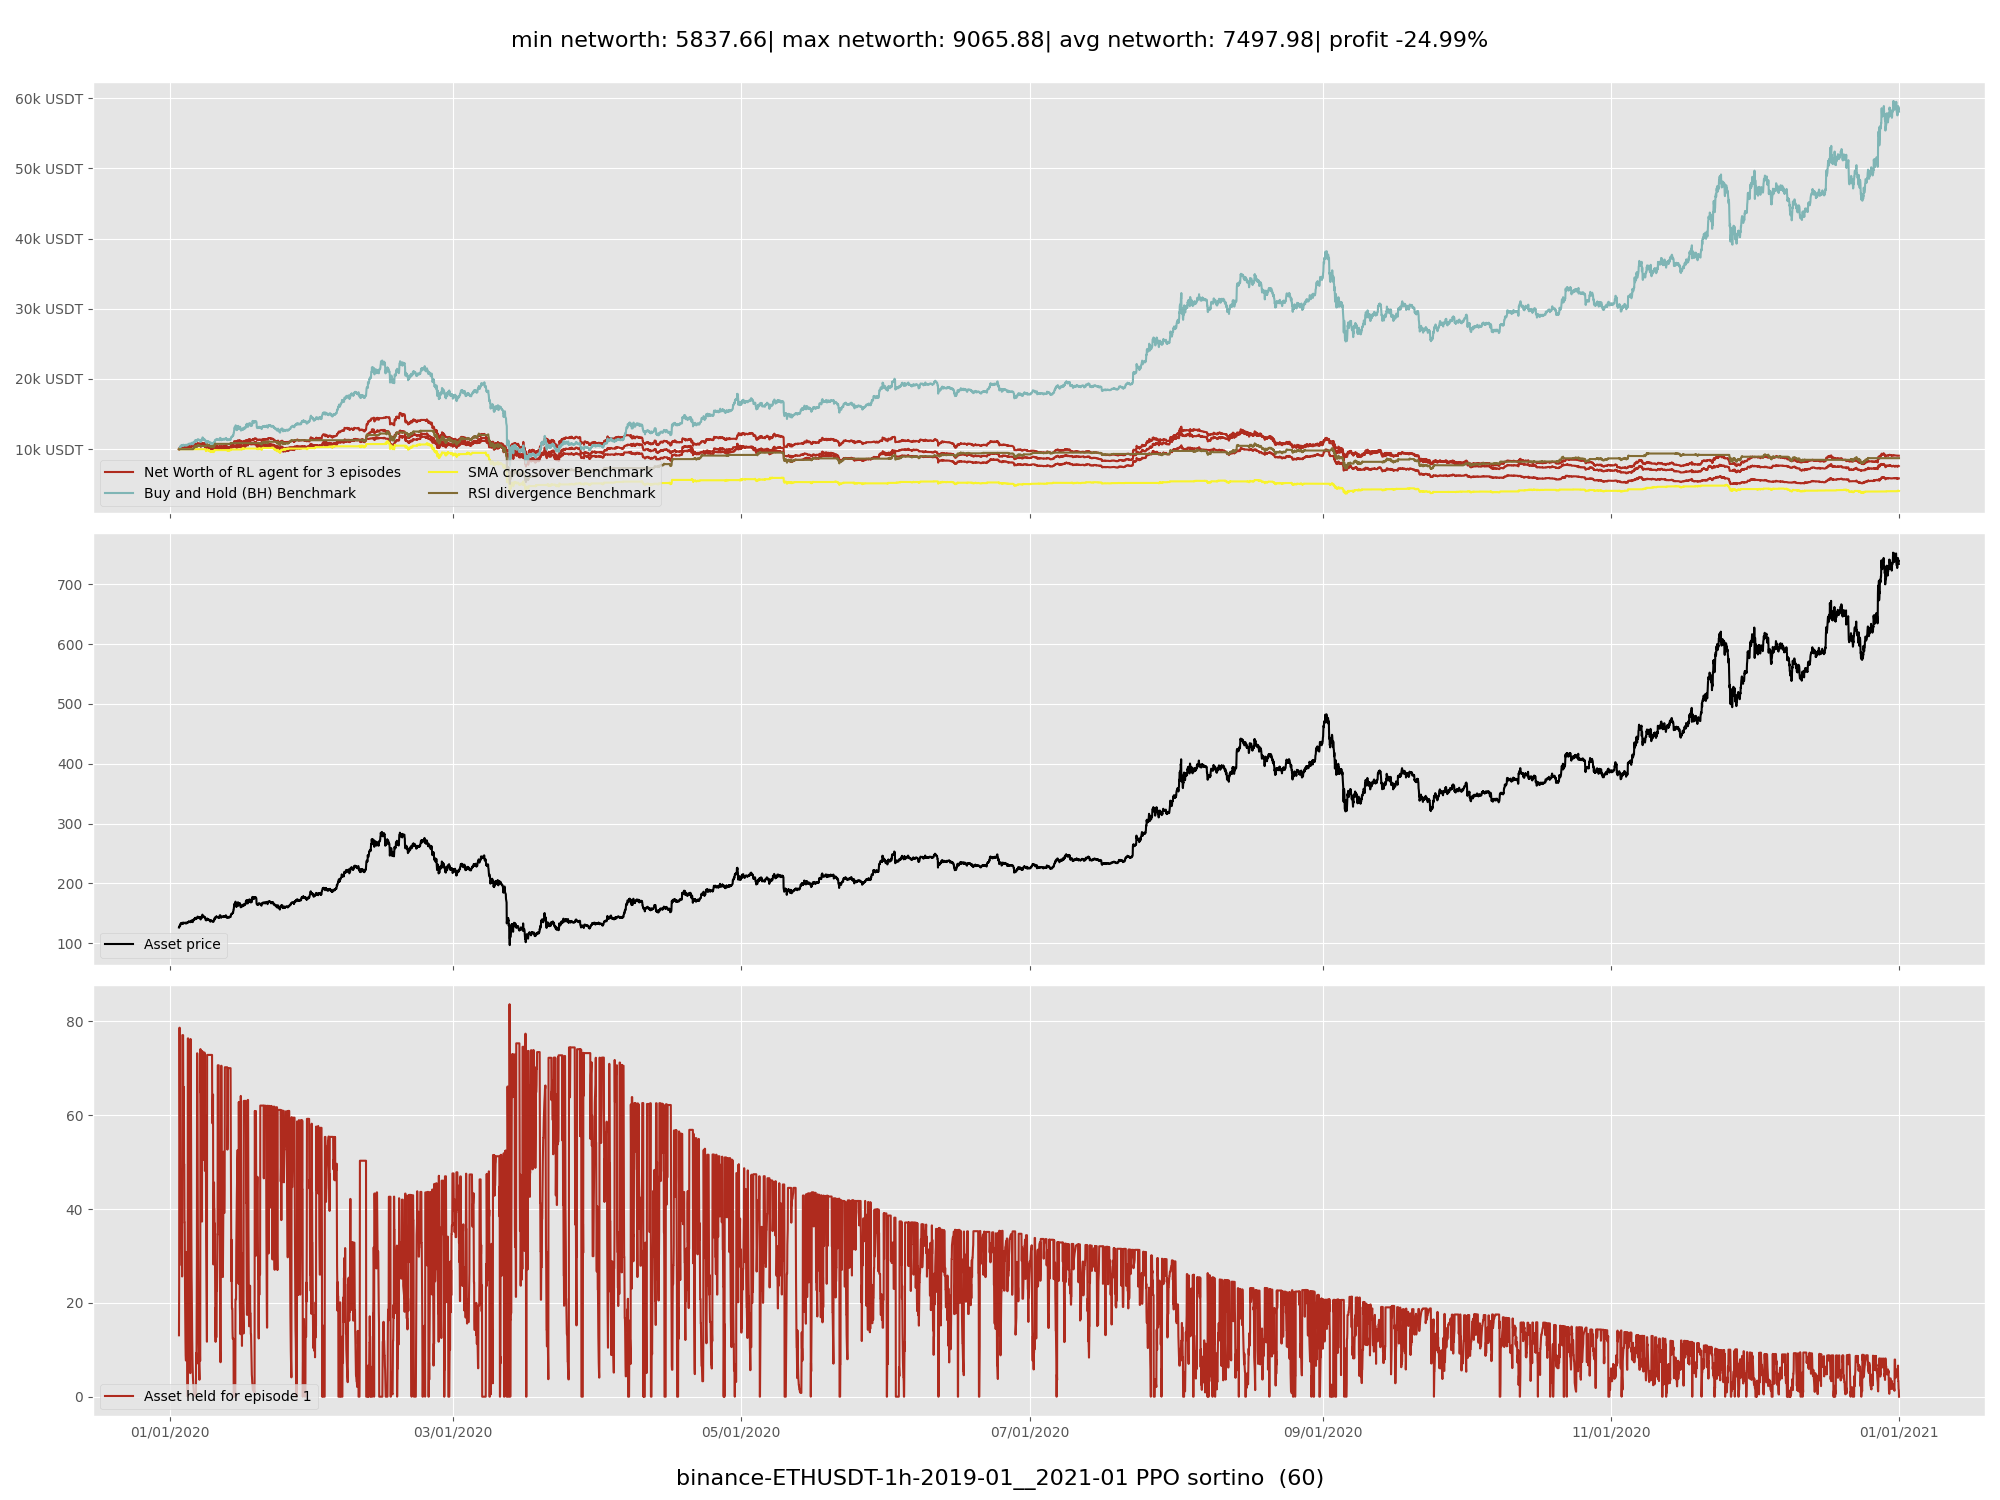 min networth: 5837.66| max networth: 9065.88| avg networth: 7497.98| profit -24.99%
60k USDT
50k USDT
40k USDT
30k USDT
20k USDT
10k USDT
Net Worth of RL agent for 3 episodes
Buy and Hold (BH) Benchmark
SMA crossover Benchmark
RSI divergence Benchmark
700
600
500
400
300
200
100
Asset price
80
60
40
20
0
Asset held for episode 1
01/01/2020 03/01/2020 05/01/2020 07/01/2020 09/01/2020 11/01/2020 01/01/2021
binance-ETHUSDT-1h-2019-01__2021-01 PPO sortino (60)